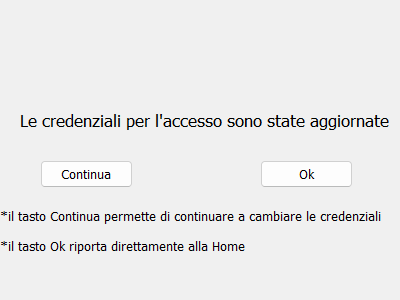 Le credenziali per l'accesso sono state aggiornate
Continua
Ok
*il tasto Continua permette di continuare a cambiare le credenziali
*il tasto Ok riporta direttamente alla Home